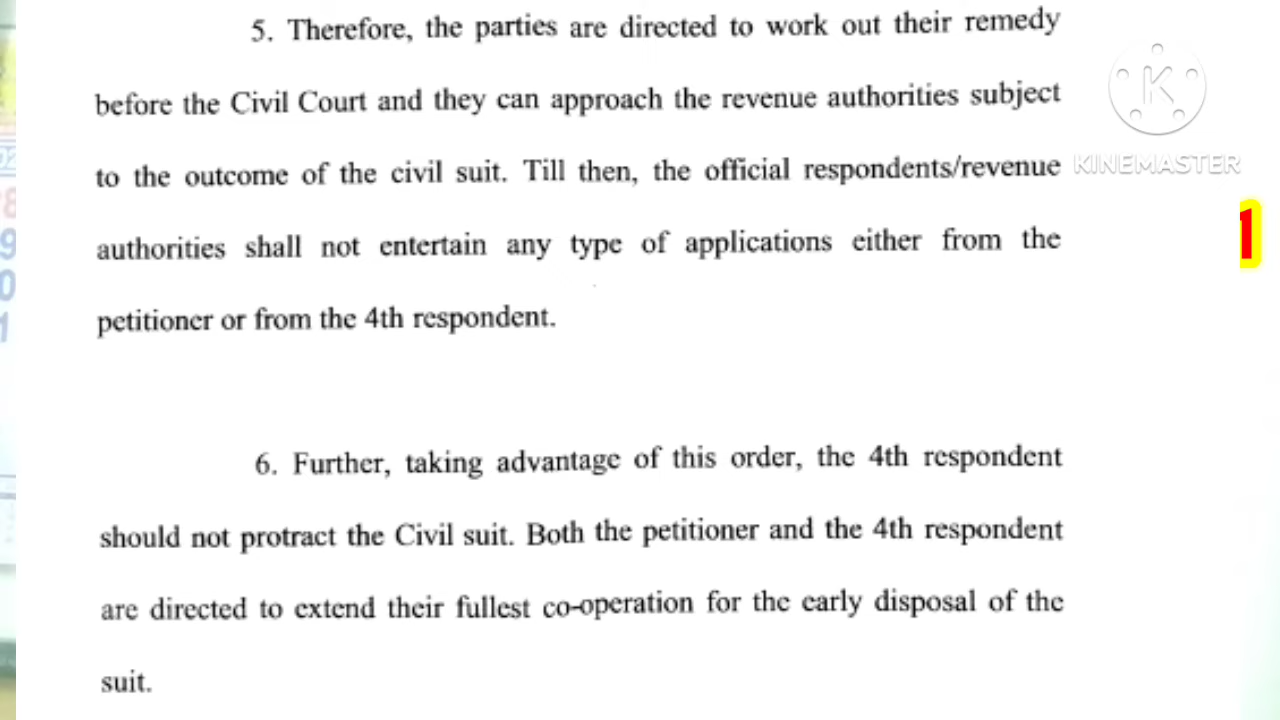 5. Therefore, the parties are directed to work out their remedy
before the Civil Court and they can approach the revenue authorities subject
to the outcome of the civil suit. Till then, the official respondents/revenue
authorities shall not entertain any type of applications either from the
petitioner or from the 4th respondent.
6. Further, taking advantage of this order, the 4th respondent
should not protract the Civil suit. Both the petitioner and the 4th respondent
are directed to extend their fullest co-operation for the early disposal of the
suit.
K
KINEMASTER
1